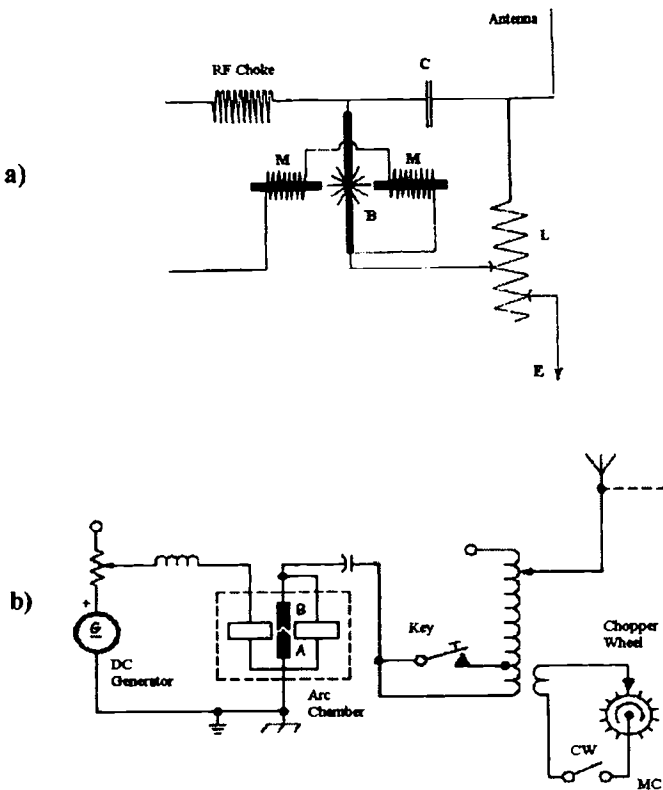 Antenna
RF Choke
C
a)
M
M
B
L
E
b)
+
G
DC
Generator
B
A
Arc
Chamber
Key
Chopper
Wheel
CW
MC